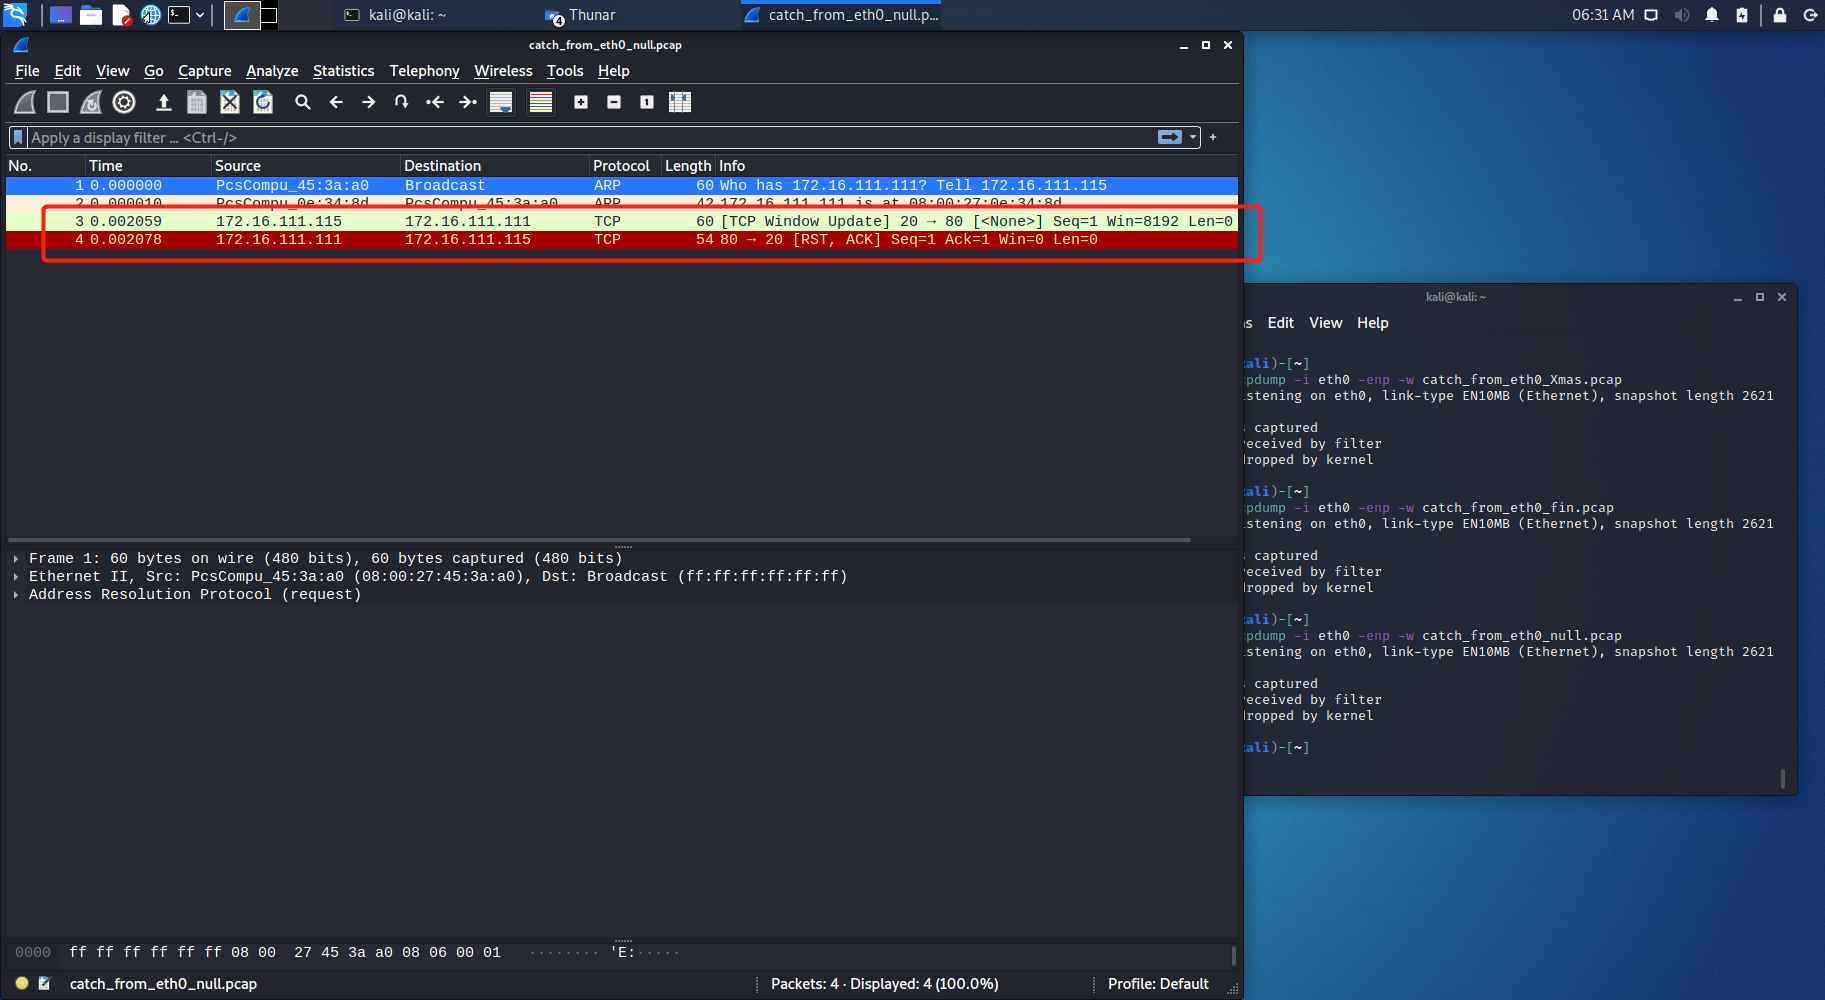 kali@kali: ~
4 Thunar
catch_from_eth0_null.p...
06:31 AM
catch_from_eth0_null.pcap
File Edit View Go Capture Analyze Statistics Telephony Wireless Tools Help
Apply a display filter ... <Ctrl-/>
No. Time Source Destination Protocol Length Info
1 0.000000 PcsCompu_45:3a:a0 Broadcast ARP 60 Who has 172.16.111.111? Tell 172.16.111.115
2 0.000010 PcsCompu_0e:34:8d PcsCompu_45:3a:a0 ARP 42 172.16.111.111 is at 08:00:27:0e:34:8d
3 0.002059 172.16.111.115 172.16.111.111 TCP 60 [TCP Window Update] 20 → 80 [<None>] Seq=1 Win=8192 Len=0
4 0.002078 172.16.111.111 172.16.111.115 TCP 54 80 → 20 [RST, ACK] Seq=1 Ack=1 Win=0 Len=0
Frame 1: 60 bytes on wire (480 bits), 60 bytes captured (480 bits)
Ethernet II, Src: PcsCompu_45:3a:a0 (08:00:27:45:3a:a0), Dst: Broadcast (ff:ff:ff:ff:ff:ff)
Address Resolution Protocol (request)
0000 ff ff ff ff ff ff 08 00 27 45 3a a0 08 06 00 01 ········ 'E:·····
catch_from_eth0_null.pcap
Packets: 4 · Displayed: 4 (100.0%)
Profile: Default
kali@kali: ~
Edit View Help
ali)-[~]
pdump -i eth0 -enp -w catch_from_eth0_Xmas.pcap
stening on eth0, link-type EN10MB (Ethernet), snapshot length 2621
captured
eceived by filter
ropped by kernel
ali)-[~]
pdump -i eth0 -enp -w catch_from_eth0_fin.pcap
stening on eth0, link-type EN10MB (Ethernet), snapshot length 2621
captured
eceived by filter
ropped by kernel
ali)-[~]
pdump -i eth0 -enp -w catch_from_eth0_null.pcap
stening on eth0, link-type EN10MB (Ethernet), snapshot length 2621
captured
eceived by filter
ropped by kernel
ali)-[~]